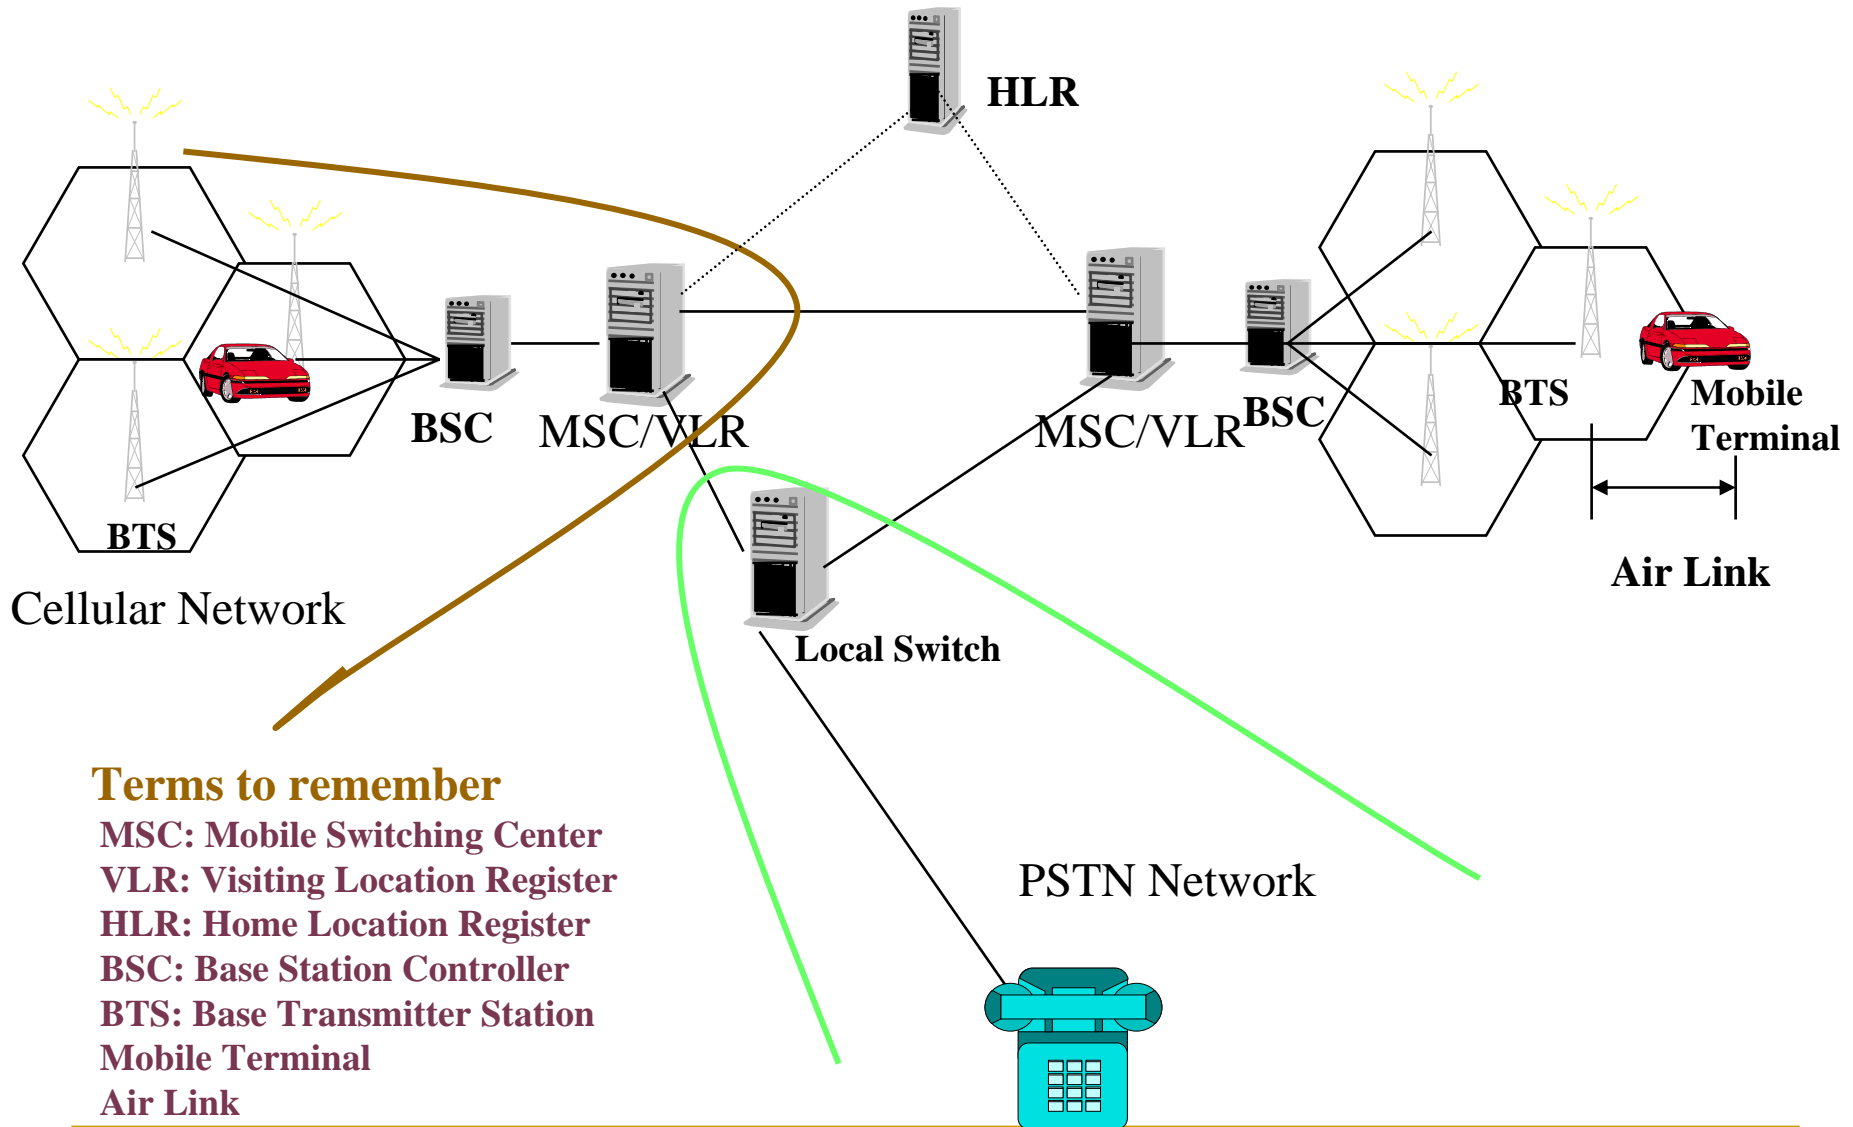 HLR
BSC
MSC/VLR
MSC/VLR
BSC
BTS
Mobile
Terminal
BTS
Air Link
Cellular Network
Local Switch
Terms to remember
MSC: Mobile Switching Center
VLR: Visiting Location Register
HLR: Home Location Register
BSC: Base Station Controller
BTS: Base Transmitter Station
Mobile Terminal
Air Link
PSTN Network